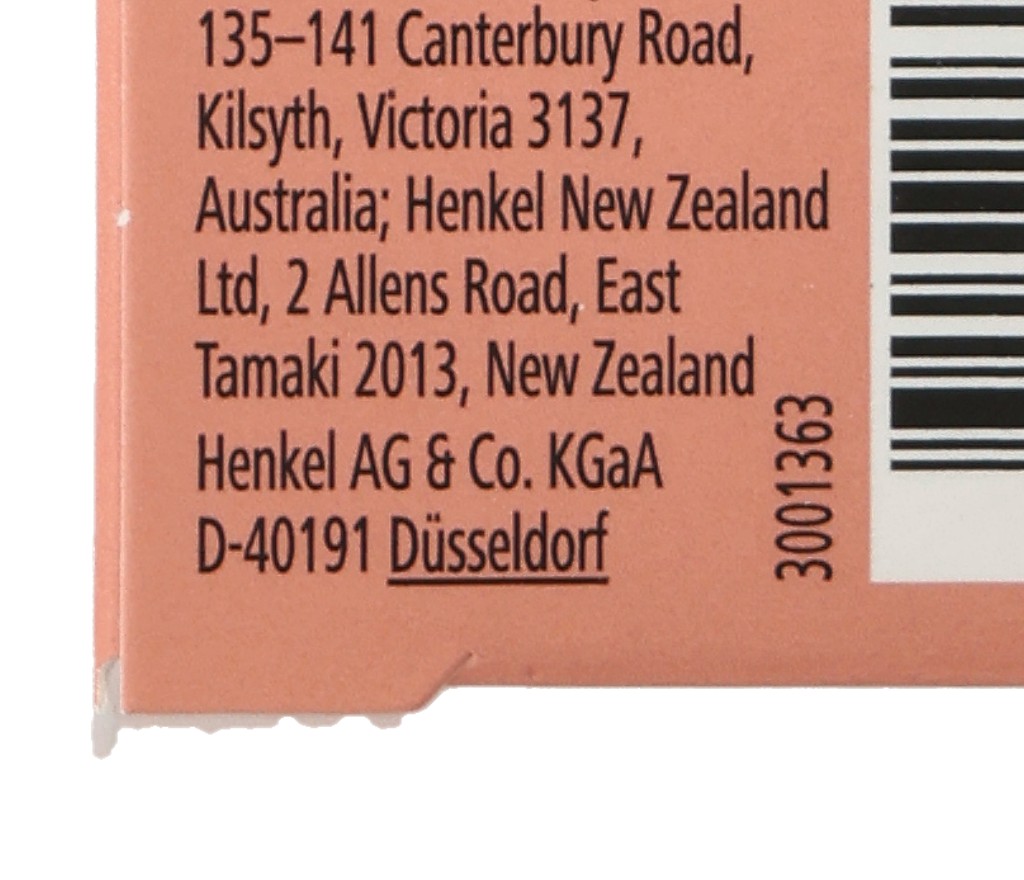 135–141 Canterbury Road,
Kilsyth, Victoria 3137,
Australia; Henkel New Zealand
Ltd, 2 Allens Road, East
Tamaki 2013, New Zealand
Henkel AG & Co. KGaA
D-40191 Düsseldorf
3001363